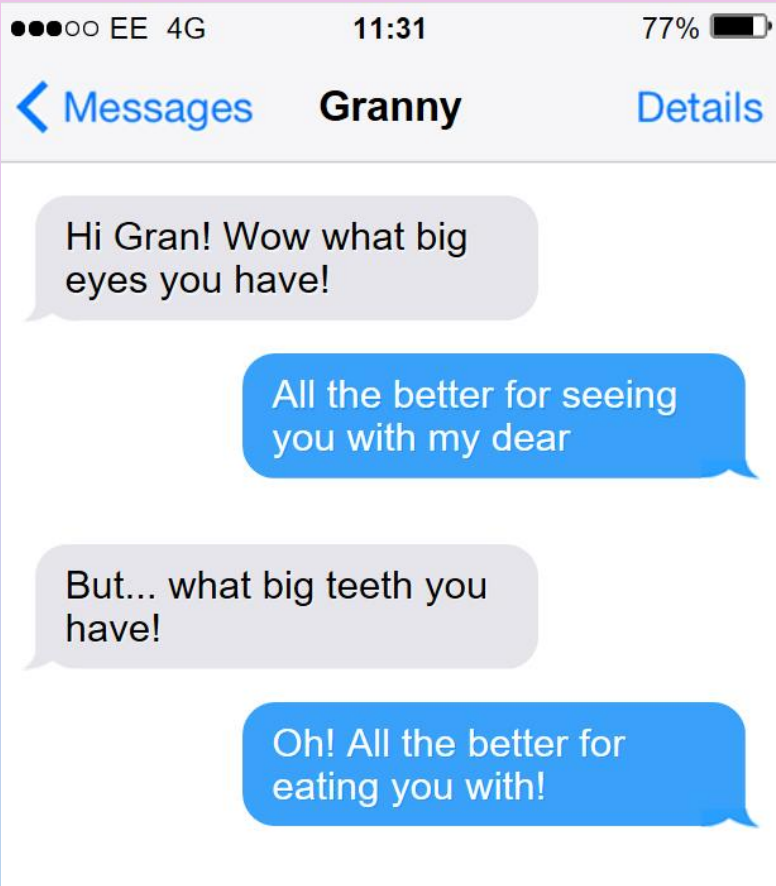 EE 4G 11:31 77%
Messages Granny Details
Hi Gran! Wow what big
eyes you have!
All the better for seeing
you with my dear
But... what big teeth you
have!
Oh! All the better for
eating you with!